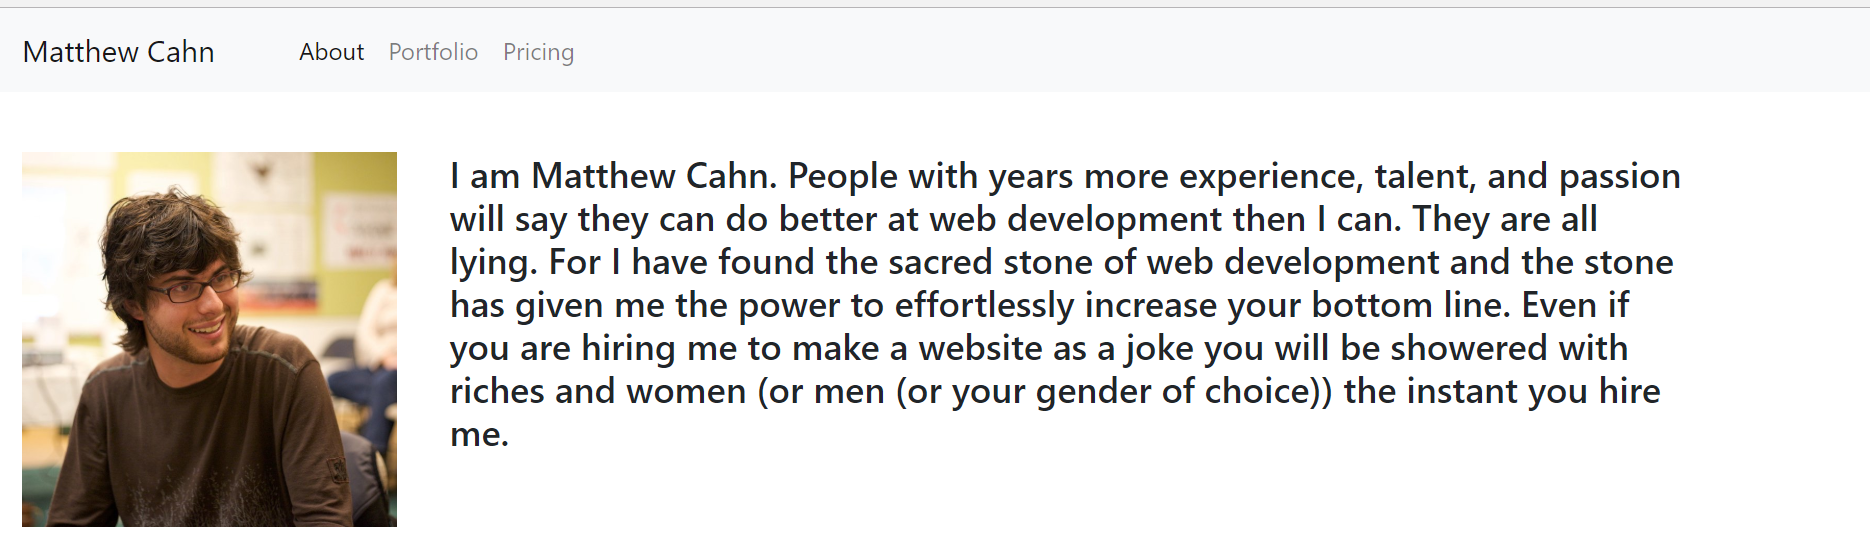 Matthew Cahn About Portfolio Pricing
I am Matthew Cahn. People with years more experience, talent, and passion
will say they can do better at web development then I can. They are all
lying. For I have found the sacred stone of web development and the stone
has given me the power to effortlessly increase your bottom line. Even if
you are hiring me to make a website as a joke you will be showered with
riches and women (or men (or your gender of choice)) the instant you hire
me.